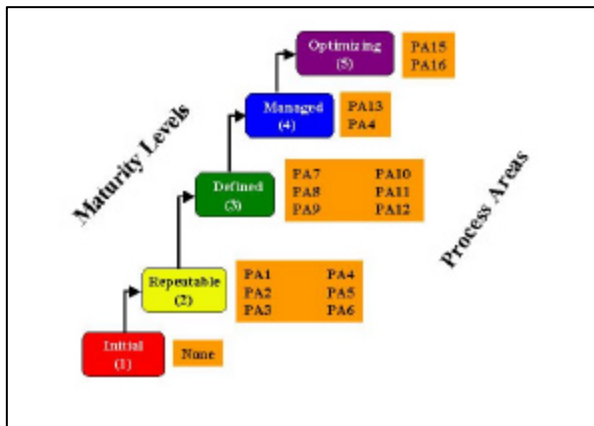 Optimizing
(5)
PA15
PA16
Managed
(4)
PA13
PA4
Maturity Levels
Defined
(3)
PA7 PA10
PA8 PA11
PA9 PA12
Process Areas
Repeatable
(2)
PA1 PA4
PA2 PA5
PA3 PA6
Initial
(1)
None